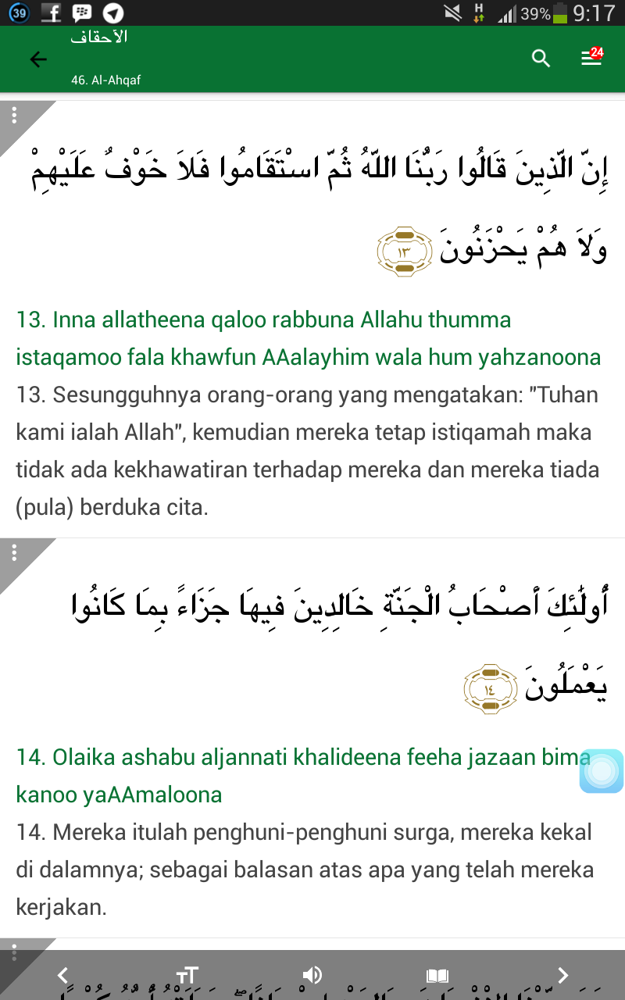 39 H 39% 9:17
الأحقاف
24
46. Al-Ahqaf
إِنَّ الَّذِينَ قَالُوا رَبُّنَا اللَّهُ ثُمَّ اسْتَقَامُوا فَلَا خَوْفٌ عَلَيْهِمْ
وَلَا هُمْ يَحْزَنُونَ ١٣
13. Inna allatheena qaloo rabbuna Allahu thumma
istaqamoo fala khawfun AAalayhim wala hum yahzanoona
13. Sesungguhnya orang-orang yang mengatakan: "Tuhan
kami ialah Allah", kemudian mereka tetap istiqamah maka
tidak ada kekhawatiran terhadap mereka dan mereka tiada
(pula) berduka cita.
أُولَٰئِكَ أَصْحَابُ الْجَنَّةِ خَالِدِينَ فِيهَا جَزَاءً بِمَا كَانُوا
يَعْمَلُونَ ١٤
14. Olaika ashabu aljannati khalideena feeha jazaan bima
kanoo yaAAmaloona
14. Mereka itulah penghuni-penghuni surga, mereka kekal
di dalamnya; sebagai balasan atas apa yang telah mereka
kerjakan.
TT